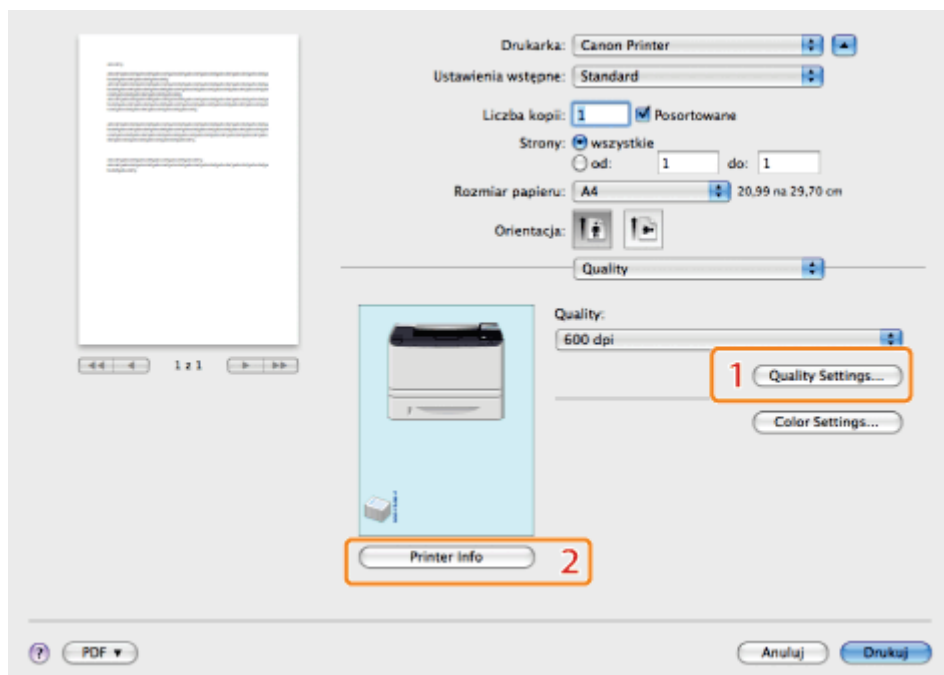 Drukarka: Canon Printer
Ustawienia wstępne: Standard
Liczba kopii: 1 Posortowane
Strony: wszystkie
od: 1 do: 1
Rozmiar papieru: A4 20,99 na 29,70 cm
Orientacja:
Quality
Quality:
600 dpi
1 z 1
1 Quality Settings...
Color Settings...
Printer Info 2
? PDF Anuluj Drukuj